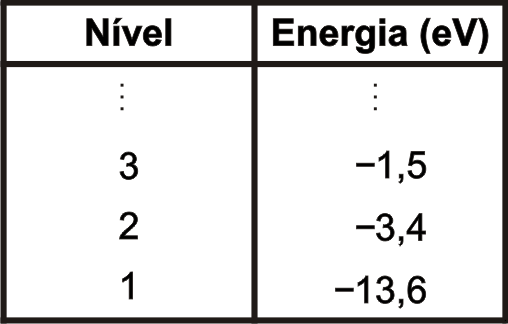 Nível Energia (eV)
⋮ ⋮
3 −1,5
2 −3,4
1 −13,6